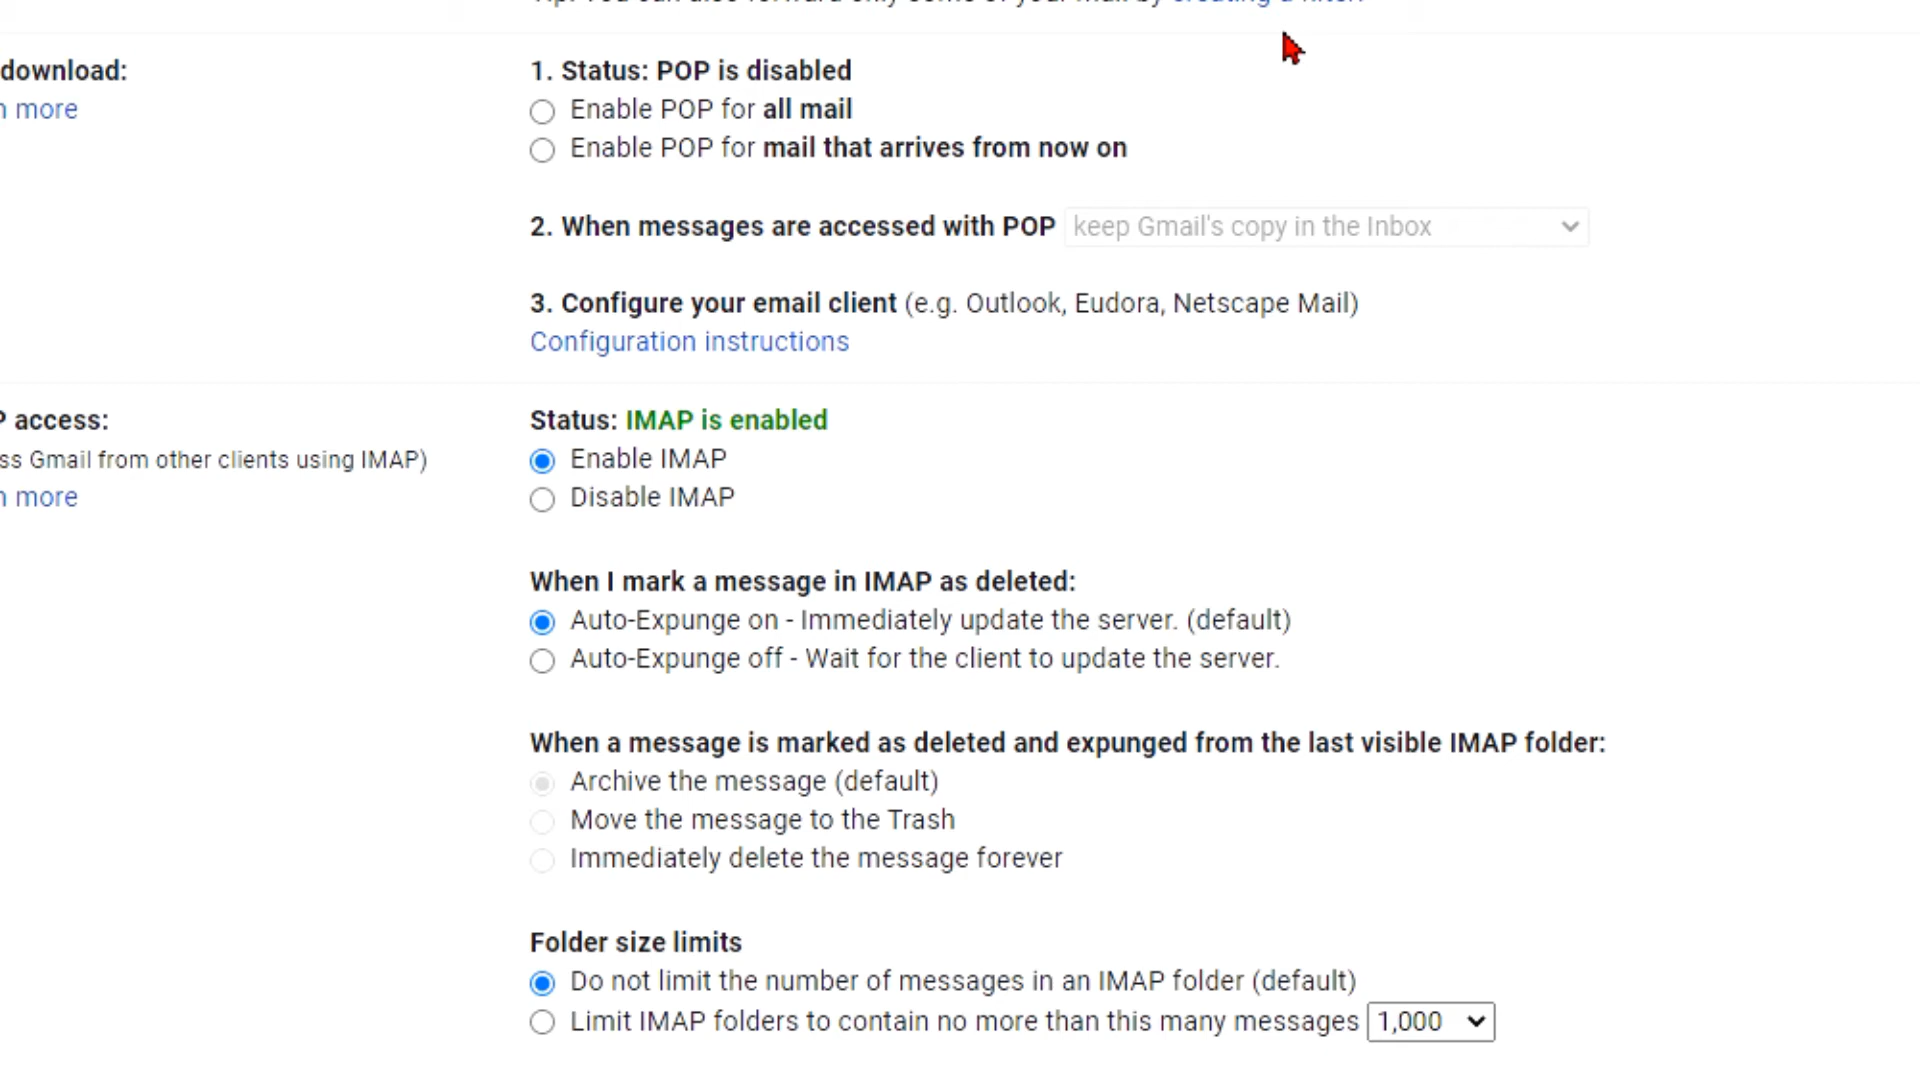 download:
more
1. Status: POP is disabled
Enable POP for all mail
Enable POP for mail that arrives from now on
2. When messages are accessed with POP keep Gmail's copy in the Inbox
3. Configure your email client (e.g. Outlook, Eudora, Netscape Mail)
Configuration instructions
P access:
ss Gmail from other clients using IMAP)
more
Status: IMAP is enabled
Enable IMAP
Disable IMAP
When I mark a message in IMAP as deleted:
Auto-Expunge on - Immediately update the server. (default)
Auto-Expunge off - Wait for the client to update the server.
When a message is marked as deleted and expunged from the last visible IMAP folder:
Archive the message (default)
Move the message to the Trash
Immediately delete the message forever
Folder size limits
Do not limit the number of messages in an IMAP folder (default)
Limit IMAP folders to contain no more than this many messages 1,000